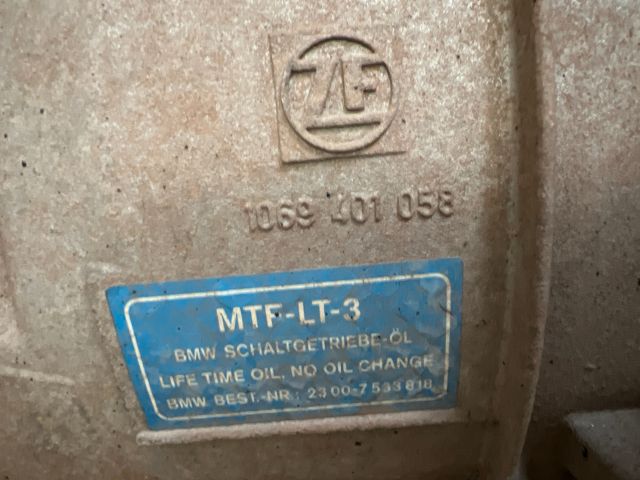 ZF
1069 401 058
MTF-LT-3
BMW SCHALTGETRIEBE-ÖL
LIFE TIME OIL, NO OIL CHANGE
BMW BEST.-NR.: 23 00-7 533 818